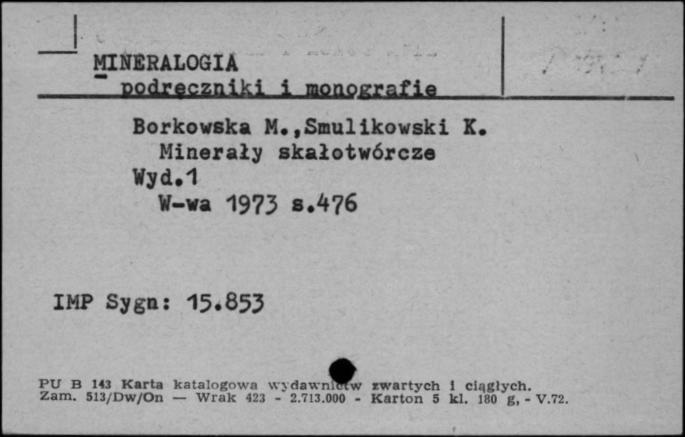 MINERALOGIA
podręczniki i monografie
Borkowska M.,Smulikowski K.
Minerały skałotwórcze
Wyd.1
W-wa 1973 s.476
IMP Sygn: 15.853
PU B 143 Karta katalogowa wydawnictw zwartych i ciągłych.
Zam. 513/Dw/On — Wrak 423 - 2.713.000 - Karton 5 kl. 180 g, - V.72.